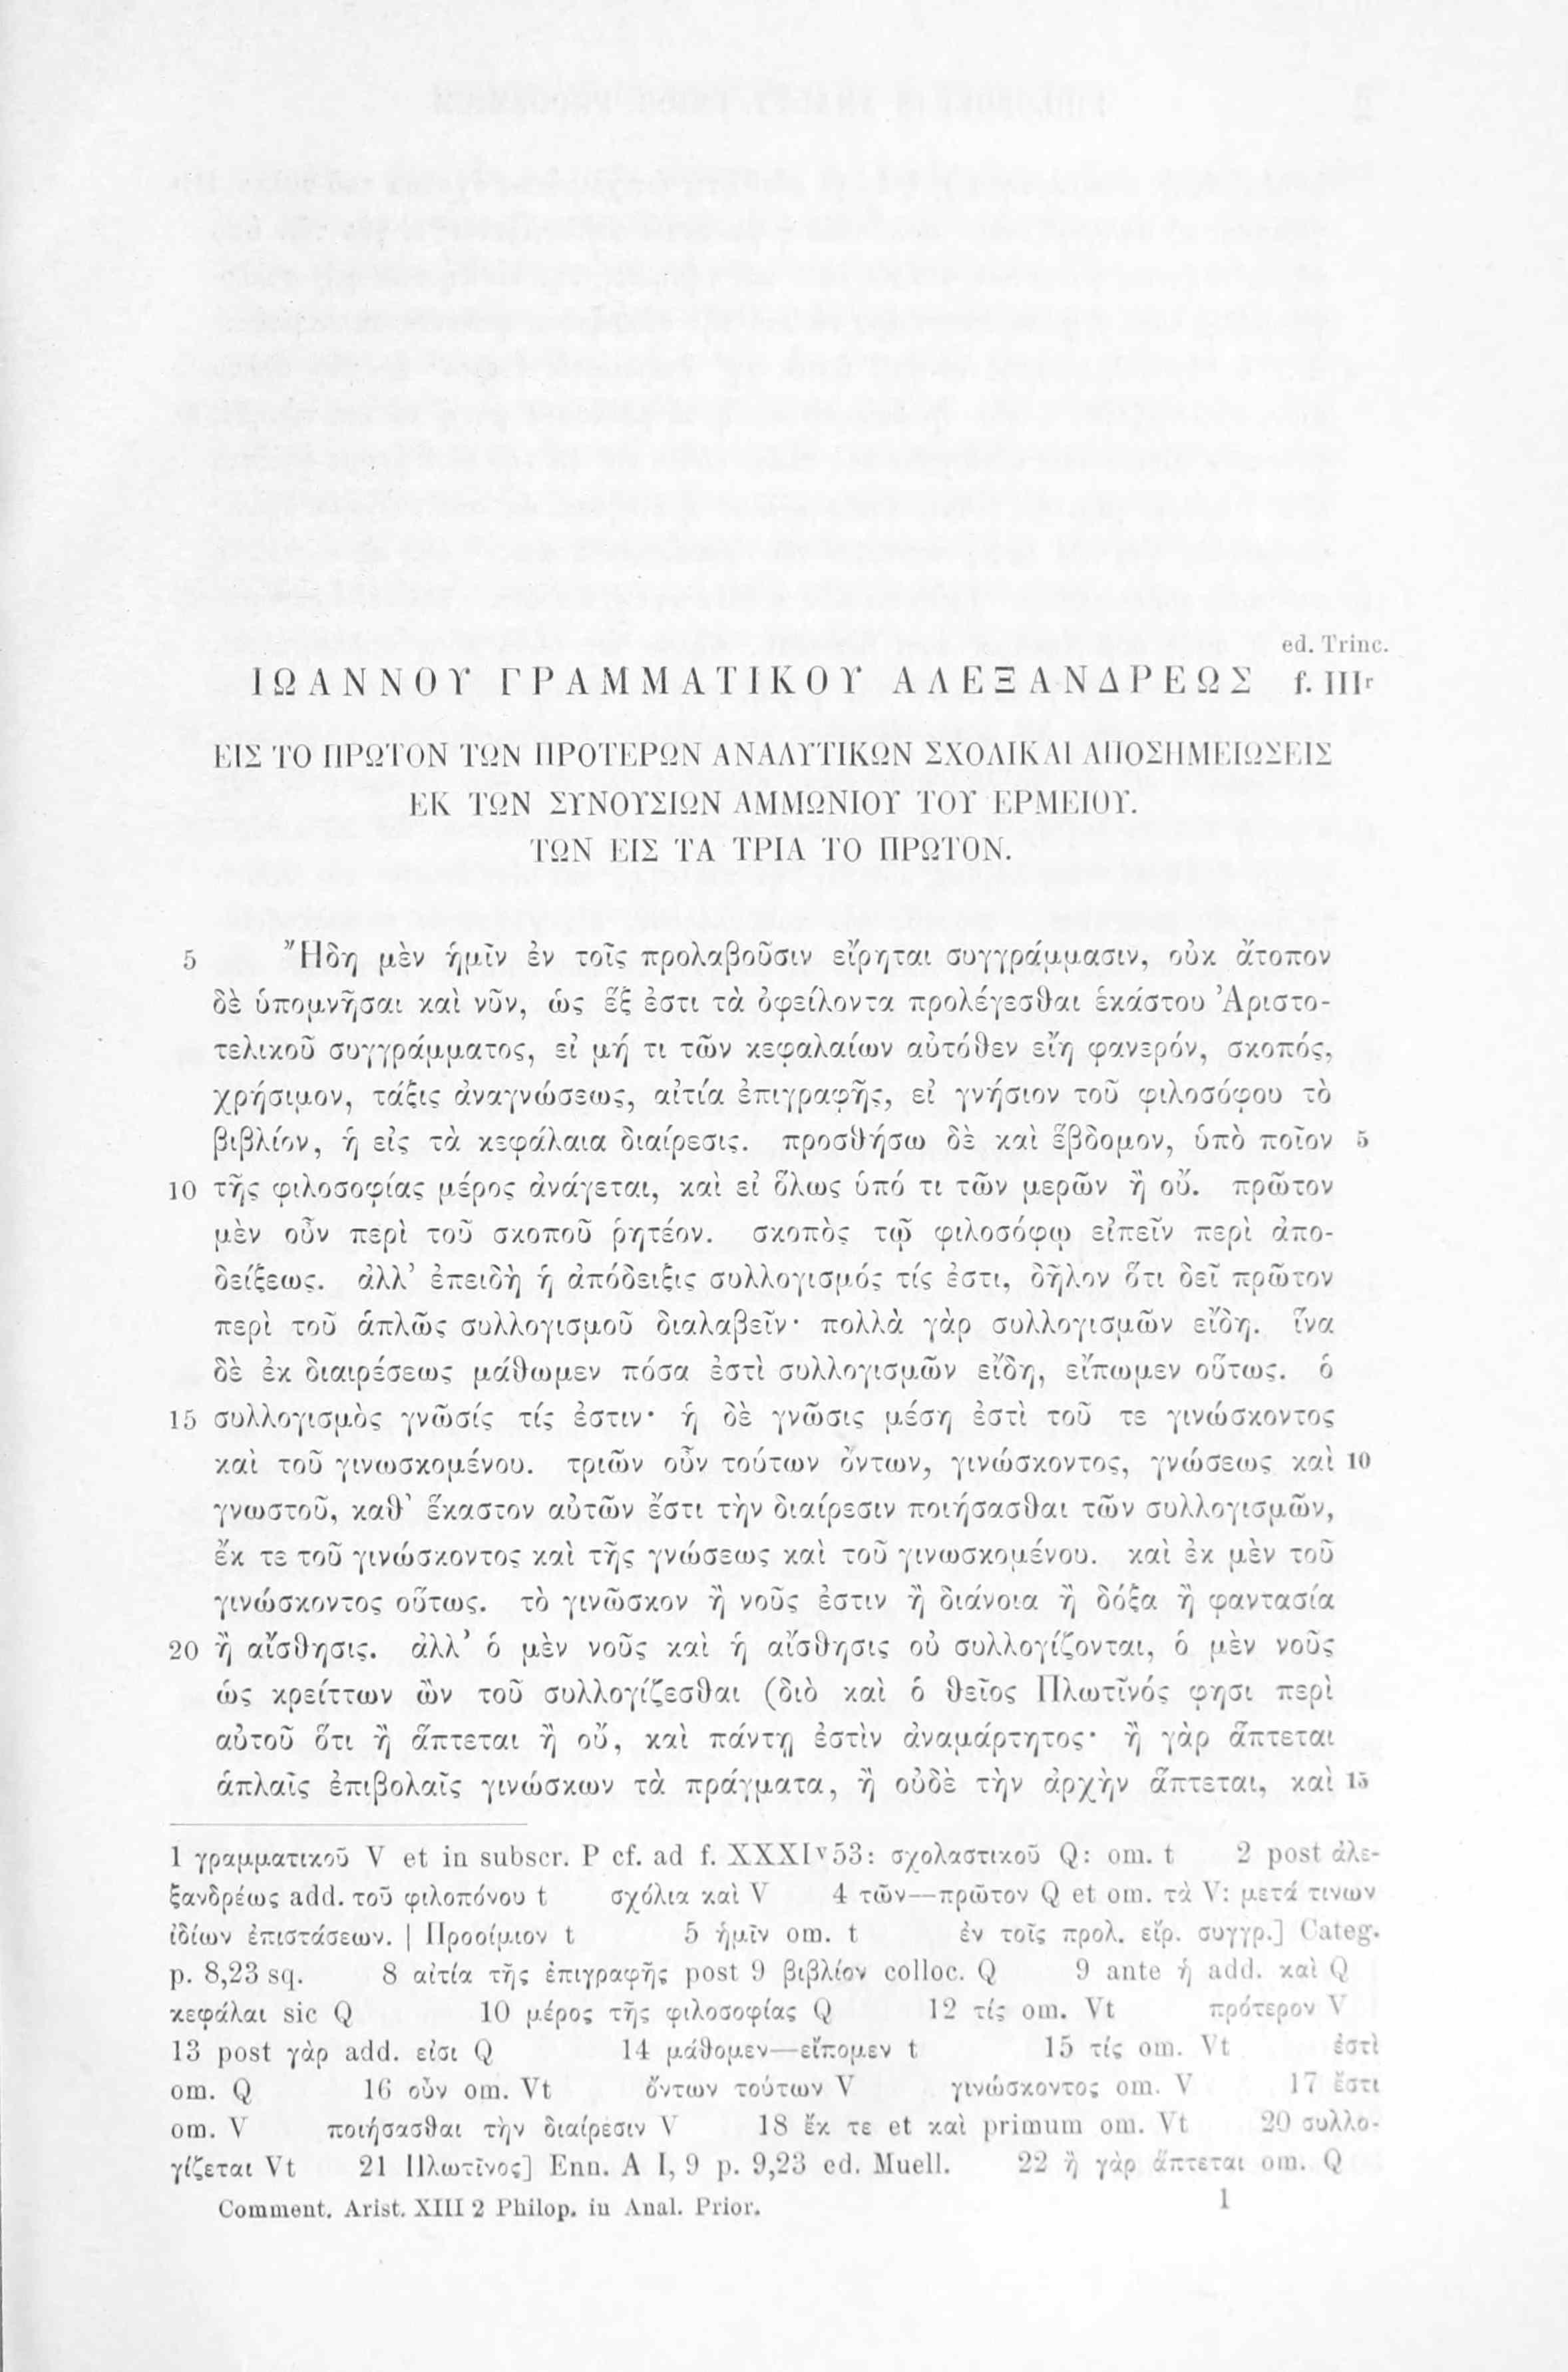 ed. Trinc.
ΙΩΑΝΝΟΥ ΓΡΑΜΜΑΤΙΚΟΥ ΑΛΕΞΑΝΔΡΕΩΣ f. IIIr
ΕΙΣ ΤΟ ΠΡΩΤΟΝ ΤΩΝ ΠΡΟΤΕΡΩΝ ΑΝΑΛΥΤΙΚΩΝ ΣΧΟΛΙΚΑΙ ΑΠΟΣΗΜΕΙΩΣΕΙΣ
ΕΚ ΤΩΝ ΣΥΝΟΥΣΙΩΝ ΑΜΜΩΝΙΟΥ ΤΟΥ ΕΡΜΕΙΟΥ.
ΤΩΝ ΕΙΣ ΤΑ ΤΡΙΑ ΤΟ ΠΡΩΤΟΝ.
5 Ἤδη μὲν ἡμῖν ἐν τοῖς προλαβοῦσιν εἴρηται συγγράμμασιν, οὐκ ἄτοπον
δὲ ὑπομνῆσαι καὶ νῦν, ὡς ἕξ ἐστι τὰ ὀφείλοντα προλέγεσθαι ἑκάστου Ἀριστο-
τελικοῦ συγγράμματος, εἰ μή τι τῶν κεφαλαίων αὐτόθεν εἴη φανερόν, σκοπός,
χρήσιμον, τάξις ἀναγνώσεως, αἰτία ἐπιγραφῆς, εἰ γνήσιον τοῦ φιλοσόφου τὸ
βιβλίον, ἡ εἰς τὰ κεφάλαια διαίρεσις. προσθήσω δὲ καὶ ἕβδομον, ὑπὸ ποῖον 5
10 τῆς φιλοσοφίας μέρος ἀνάγεται, καὶ εἰ ὅλως ὑπό τι τῶν μερῶν ἢ οὔ. πρῶτον
μὲν οὖν περὶ τοῦ σκοποῦ ῥητέον. σκοπὸς τῷ φιλοσόφῳ εἰπεῖν περὶ ἀπο-
δείξεως. ἀλλ’ ἐπειδὴ ἡ ἀπόδειξις συλλογισμός τίς ἐστι, δῆλον ὅτι δεῖ πρῶτον
περὶ τοῦ ἁπλῶς συλλογισμοῦ διαλαβεῖν· πολλὰ γὰρ συλλογισμῶν εἴδη. ἵνα
δὲ ἐκ διαιρέσεως μάθωμεν πόσα ἐστὶ συλλογισμῶν εἴδη, εἴπωμεν οὕτως. ὁ
15 συλλογισμὸς γνῶσίς τίς ἐστιν· ἡ δὲ γνῶσις μέση ἐστὶ τοῦ τε γινώσκοντος
καὶ τοῦ γινωσκομένου. τριῶν οὖν τούτων ὄντων, γινώσκοντος, γνώσεως καὶ 10
γνωστοῦ, καθ’ ἕκαστον αὐτῶν ἔστι τὴν διαίρεσιν ποιήσασθαι τῶν συλλογισμῶν,
ἔκ τε τοῦ γινώσκοντος καὶ τῆς γνώσεως καὶ τοῦ γινωσκομένου. καὶ ἐκ μὲν τοῦ
γινώσκοντος οὕτως. τὸ γινῶσκον ἢ νοῦς ἐστιν ἢ διάνοια ἢ δόξα ἢ φαντασία
20 ἢ αἴσθησις. ἀλλ’ ὁ μὲν νοῦς καὶ ἡ αἴσθησις οὐ συλλογίζονται, ὁ μὲν νοῦς
ὡς κρείττων ὢν τοῦ συλλογίζεσθαι (διὸ καὶ ὁ θεῖος Πλωτῖνός φησι περὶ
αὐτοῦ ὅτι ἢ ἅπτεται ἢ οὔ, καὶ πάντῃ ἐστὶν ἀναμάρτητος· ἢ γὰρ ἅπτεται
ἁπλαῖς ἐπιβολαῖς γινώσκων τὰ πράγματα, ἢ οὐδὲ τὴν ἀρχὴν ἅπτεται, καὶ 15
1 γραμματικοῦ V et in subscr. P cf. ad f. XXXIv53: σχολαστικοῦ Q: om. t 2 post ἀλε-
ξανδρέως add. τοῦ φιλοπόνου t σχόλια καὶ V 4 τῶν—πρῶτον Q et om. τὰ V: μετά τινων
ἰδίων ἐπιστάσεων. | Προοίμιον t 5 ἡμῖν om. t ἐν τοῖς προλ. εἴρ. συγγρ.] Categ.
p. 8,23 sq. 8 αἰτία τῆς ἐπιγραφῆς post 9 βιβλίον colloc. Q 9 ante ἡ add. καὶ Q
κεφάλαι sic Q 10 μέρος τῆς φιλοσοφίας Q 12 τίς om. Vt πρότερον V
13 post γὰρ add. εἰσι Q 14 μάθομεν—εἴπομεν t 15 τίς om. Vt ἐστὶ
om. Q 16 οὖν om. Vt ὄντων τούτων V γινώσκοντος om. V 17 ἔστι
om. V ποιήσασθαι τὴν διαίρεσιν V 18 ἔκ τε et καὶ primum om. Vt 20 συλλο-
γίζεται Vt 21 Πλωτῖνος] Enn. A I, 9 p. 9,23 ed. Muell. 22 ἢ γὰρ ἅπτεται om. Q
Comment. Arist. XIII 2 Philop. in Anal. Prior. 1